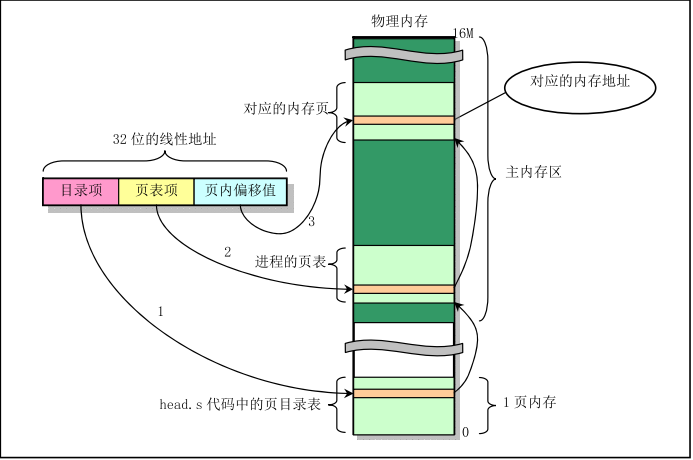 物理内存
16M
对应的内存地址
对应的内存页
32 位的线性地址
主内存区
目录项
页表项
页内偏移值
3
2
进程的页表
1
head.s 代码中的页目录表
1 页内存
0